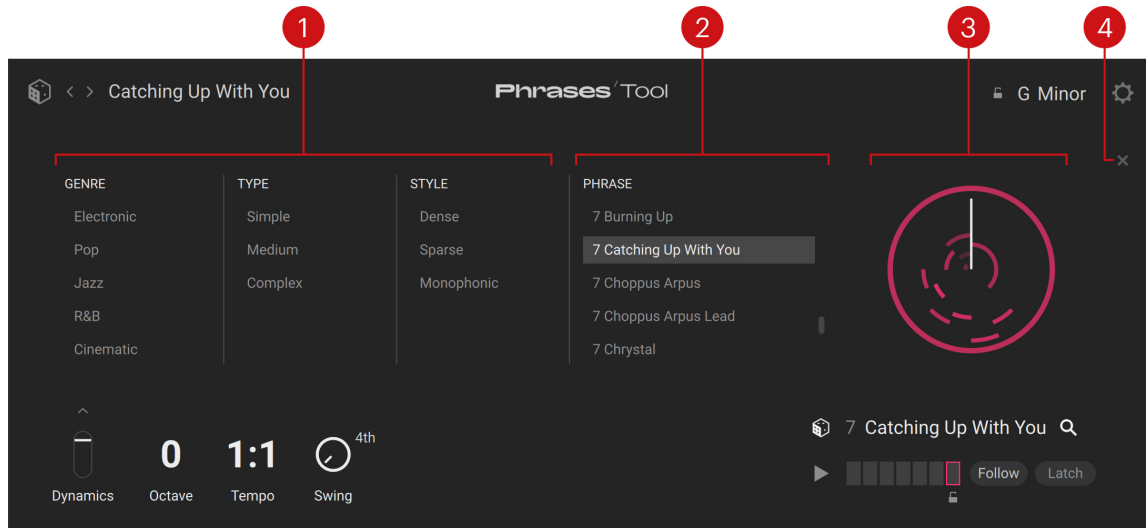 1 2 3 4
Catching Up With You Phrases'Tool G Minor
GENRE TYPE STYLE PHRASE
Electronic Simple Dense 7 Burning Up
Pop Medium Sparse 7 Catching Up With You
Jazz Complex Monophonic 7 Choppus Arpus
R&B 7 Choppus Arpus Lead
Cinematic 7 Chrystal
7 Catching Up With You
0 1:1 4th
Follow Latch
Dynamics Octave Tempo Swing